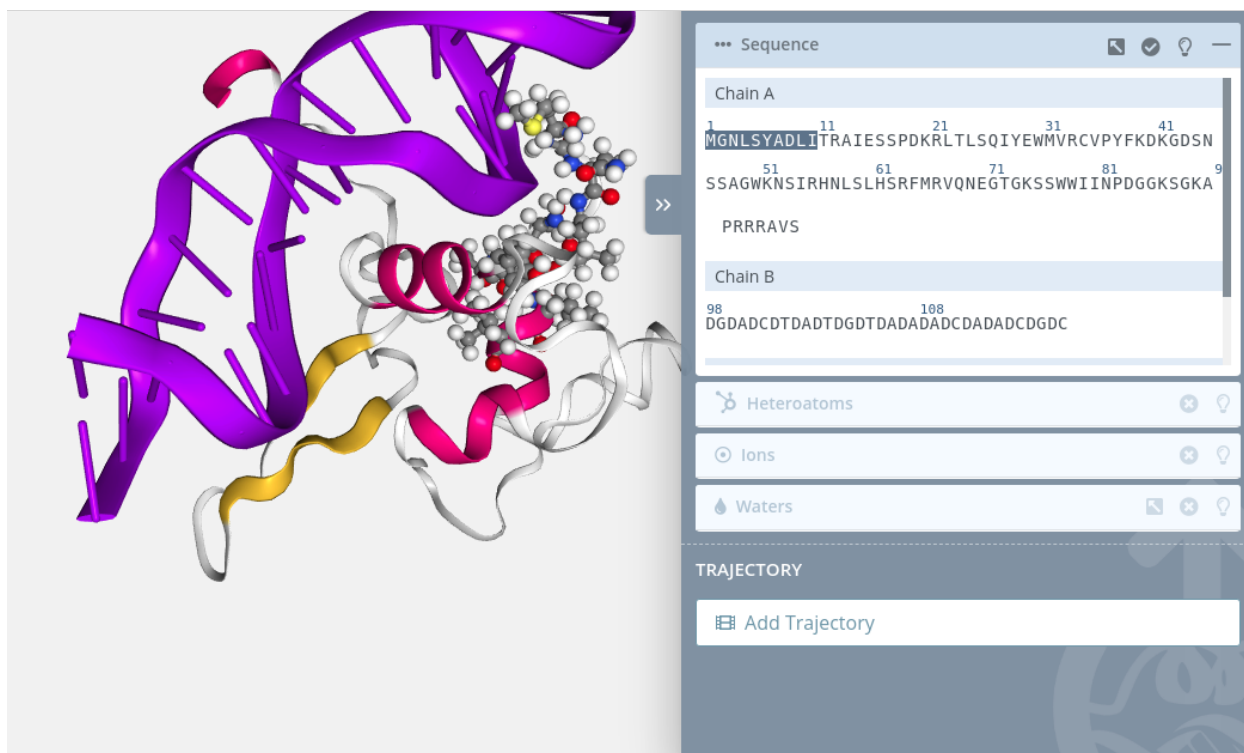 Sequence
Chain A
1 11 21 31 41
MGNLSYADLITRAIESSPDKRLTLSQIYEWMVRCVPYFKDKGDSN
51 61 71 81 9
SSAGWKNSIRHNLSLHSRFMRVQNEGTGKSSWWIINPDGGKSGKA
PRRRAVS
Chain B
98 108
DGDADCDTDADTDGDTDADADADCDADADCDGDC
Heteroatoms
Ions
Waters
TRAJECTORY
Add Trajectory